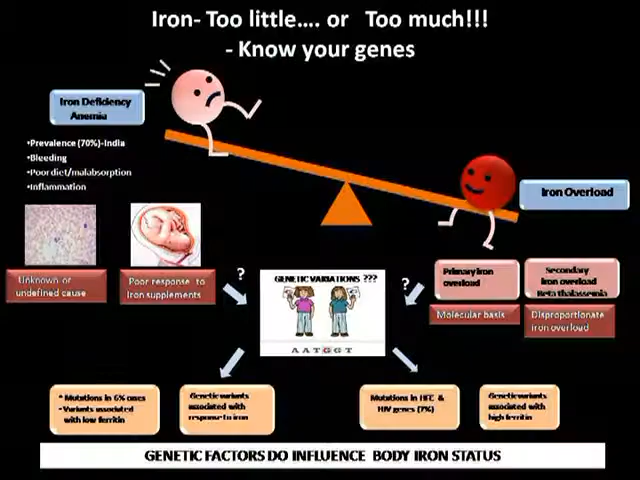 Iron- Too little…. or Too much!!!
- Know your genes
Iron Deficiency
Anemia
•Prevalence (70%)-India
•Bleeding
•Poor diet/malabsorption
•Inflammation
Iron Overload
Unknown or
undefined cause
Poor response to
Iron supplements
?
GENETIC VARIATIONS ???
A A T G G T
?
Primary iron
overload
Secondary
iron overload
Beta thalassemia
Molecular basis
Disproportionate
iron overload
* Mutations in 6% cases
• Variants associated
with low ferritin
Genetic variants
associated with
response to iron
Mutations in HFE &
HJV genes (7%)
Genetic variants
associated with
high ferritin
GENETIC FACTORS DO INFLUENCE BODY IRON STATUS